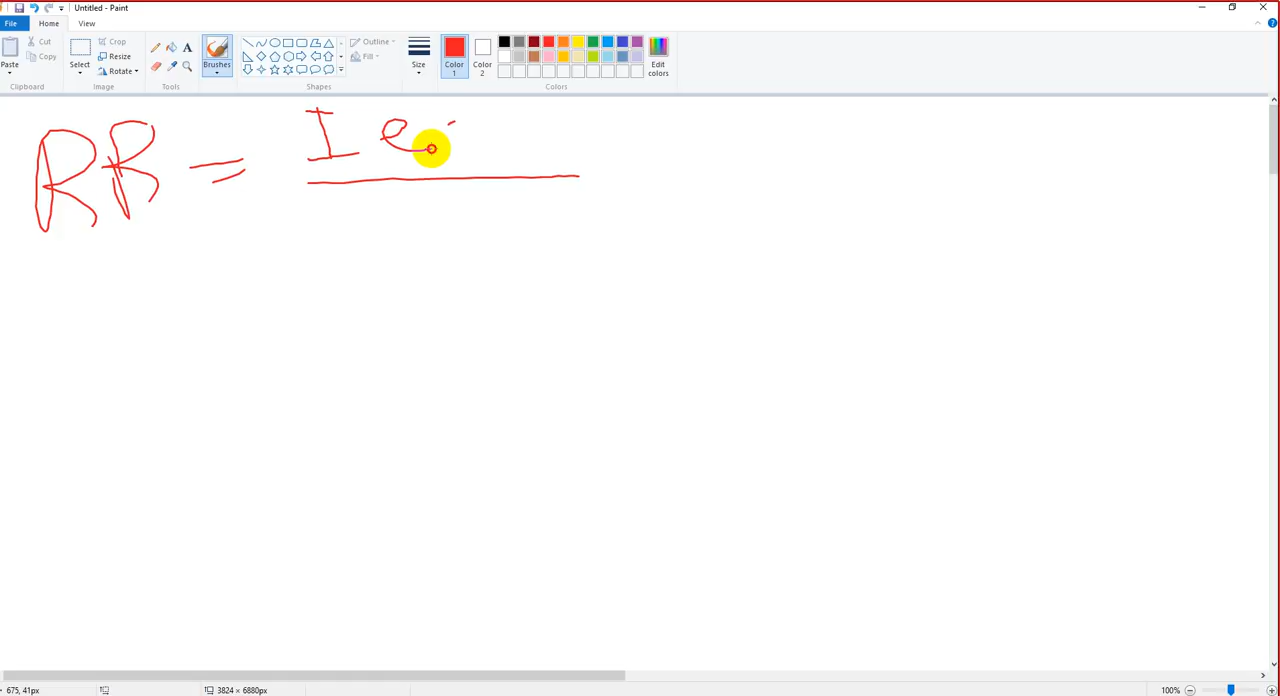 Untitled - Paint
File Home View
Paste
Cut
Copy
Clipboard
Select
Crop
Resize
Rotate
Image
Tools
A
Brushes
Outline
Fill
Shapes
Size
Color 1
Color 2
Edit colors
Colors
RR = I e
675, 41px
3824 × 6880px
100%